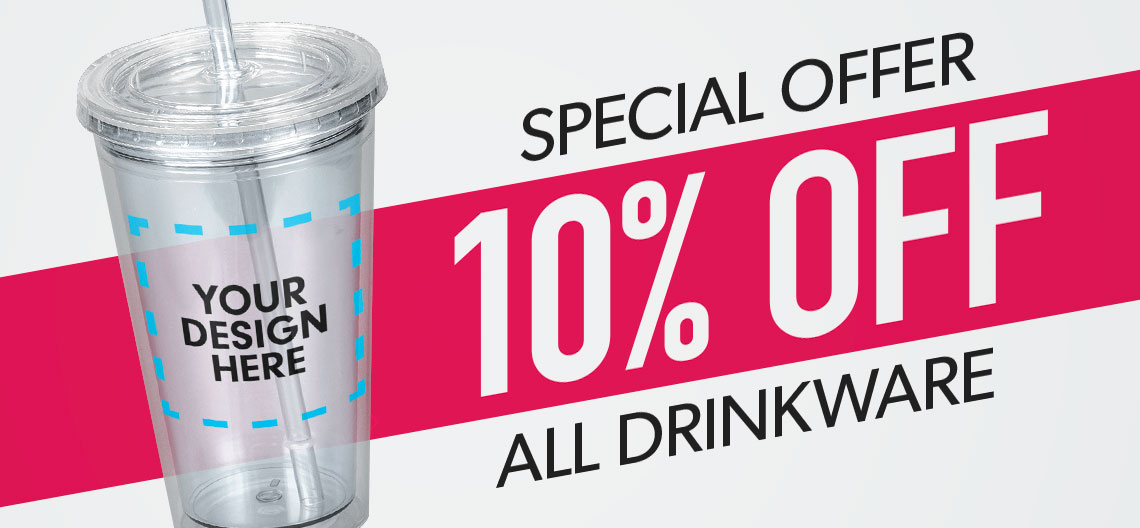 SPECIAL OFFER
10% OFF
ALL DRINKWARE
YOUR
DESIGN
HERE